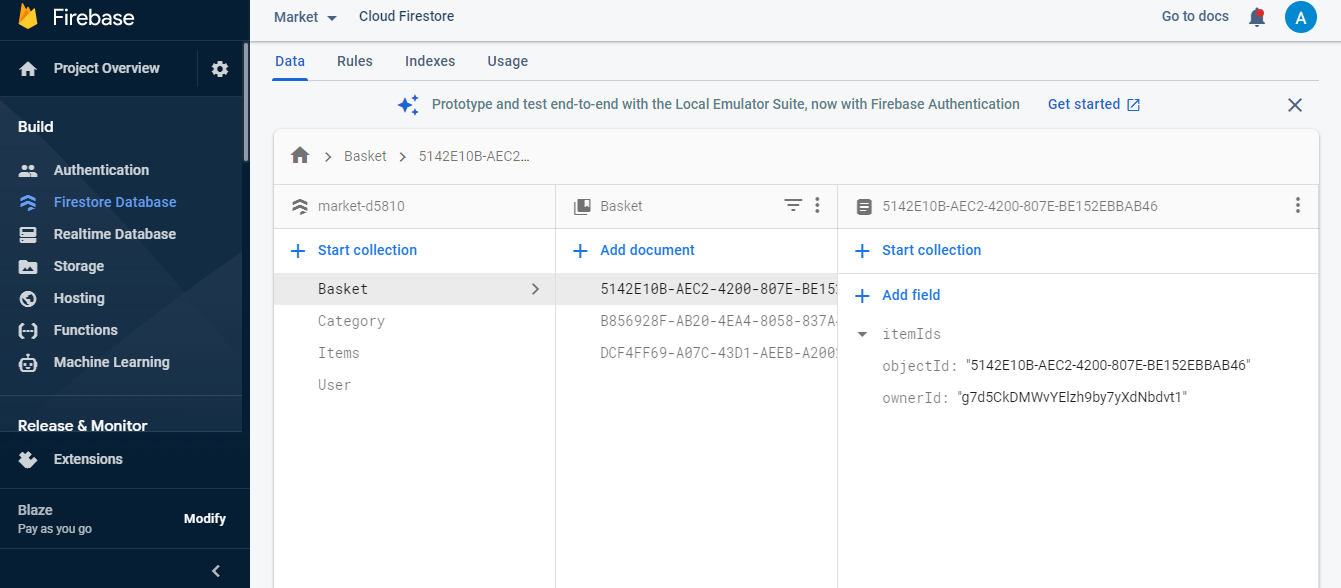 Firebase
Market
Cloud Firestore
Go to docs
A
Project Overview
Data
Rules
Indexes
Usage
Prototype and test end-to-end with the Local Emulator Suite, now with Firebase Authentication
Get started
Build
Authentication
Firestore Database
Realtime Database
Storage
Hosting
Functions
Machine Learning
Release & Monitor
Extensions
Blaze
Pay as you go
Modify
Basket
5142E10B-AEC2...
market-d5810
Start collection
Basket
Category
Items
User
Basket
Add document
5142E10B-AEC2-4200-807E-BE15
B856928F-AB20-4EA4-8058-837A
DCF4FF69-A07C-43D1-AEEB-A200
5142E10B-AEC2-4200-807E-BE152EBBAB46
Start collection
Add field
itemIds
objectId: "5142E10B-AEC2-4200-807E-BE152EBBAB46"
ownerId: "g7d5CkDMWvYElzh9by7yXdNbdvt1"